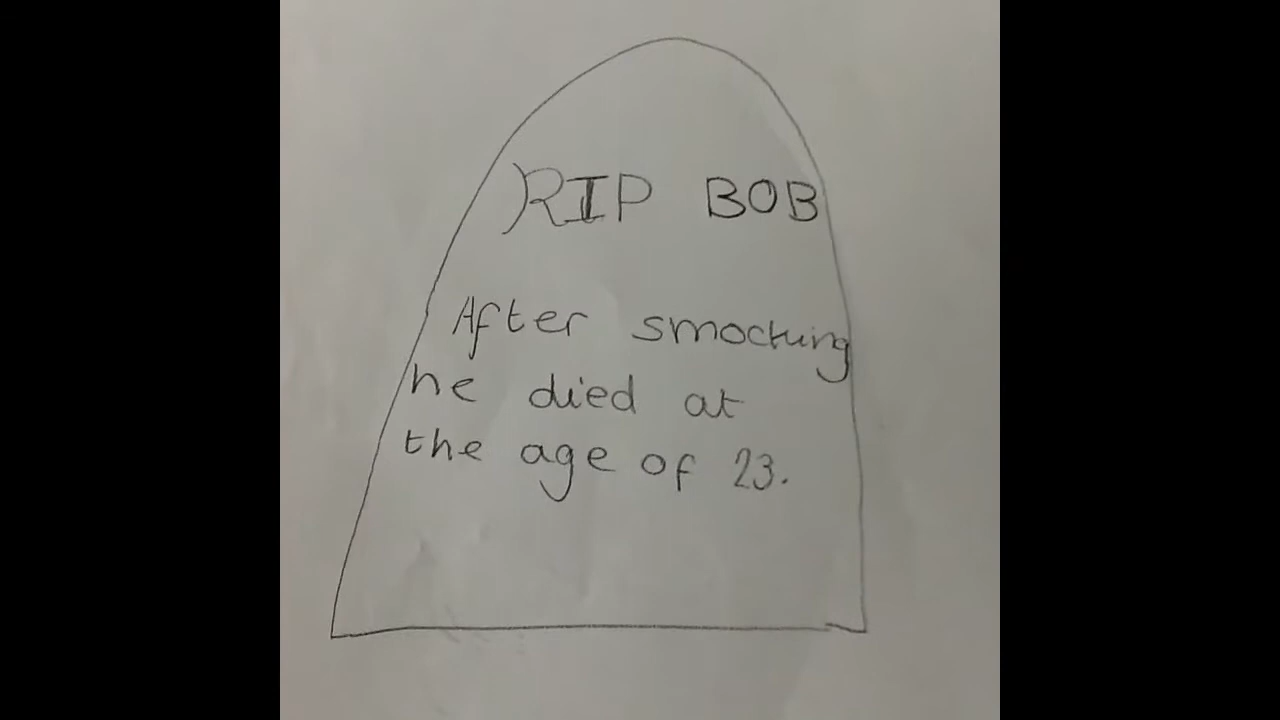 RIP BOB
After smocking
he died at
the age of 23.